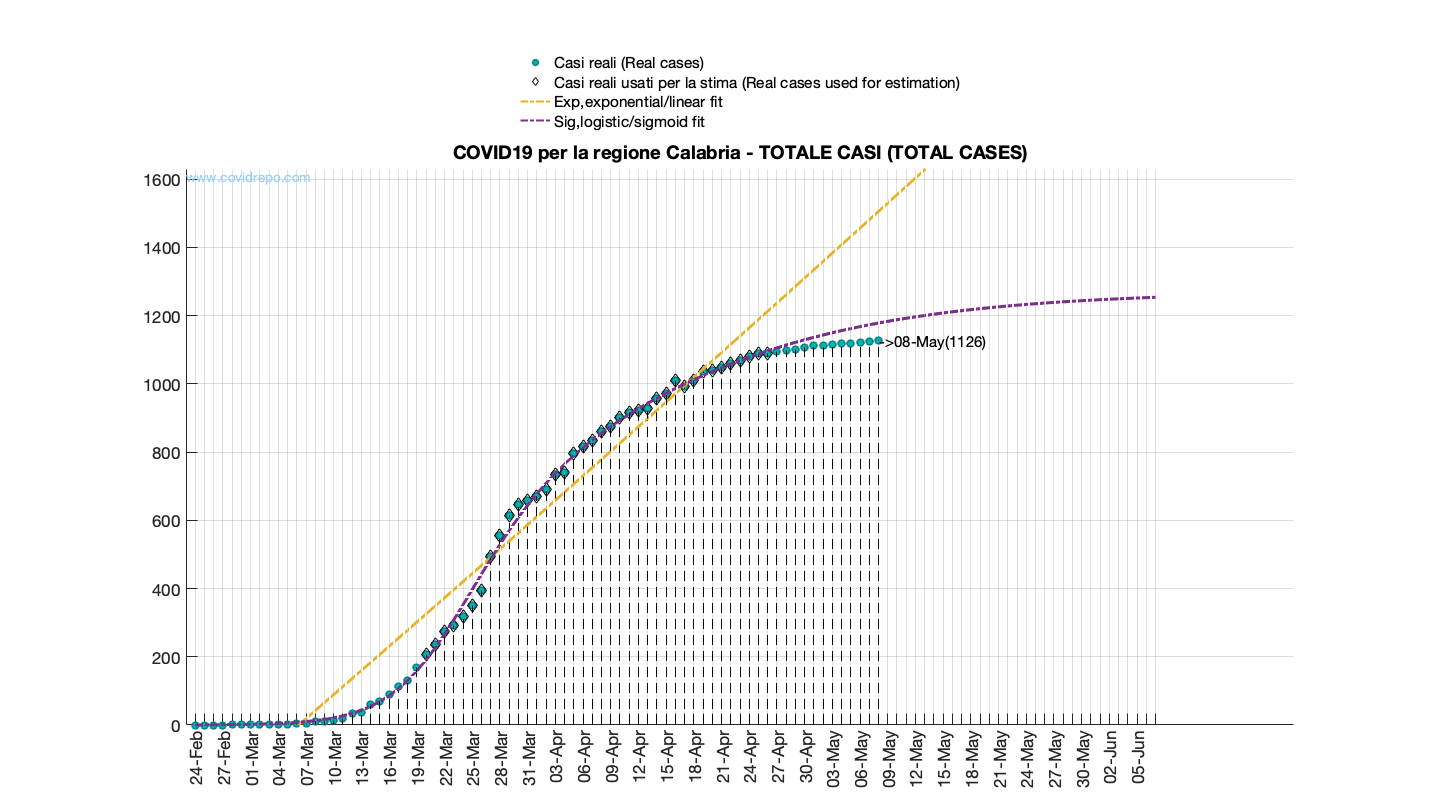 Casi reali (Real cases)
Casi reali usati per la stima (Real cases used for estimation)
Exp,exponential/linear fit
Sig,logistic/sigmoid fit
COVID19 per la regione Calabria - TOTALE CASI (TOTAL CASES)
www.covidrepo.com
1600
1400
1200
1000
800
600
400
200
0
->08-May(1126)
24-Feb
27-Feb
01-Mar
04-Mar
07-Mar
10-Mar
13-Mar
16-Mar
19-Mar
22-Mar
25-Mar
28-Mar
31-Mar
03-Apr
06-Apr
09-Apr
12-Apr
15-Apr
18-Apr
21-Apr
24-Apr
27-Apr
30-Apr
03-May
06-May
09-May
12-May
15-May
18-May
21-May
24-May
27-May
30-May
02-Jun
05-Jun